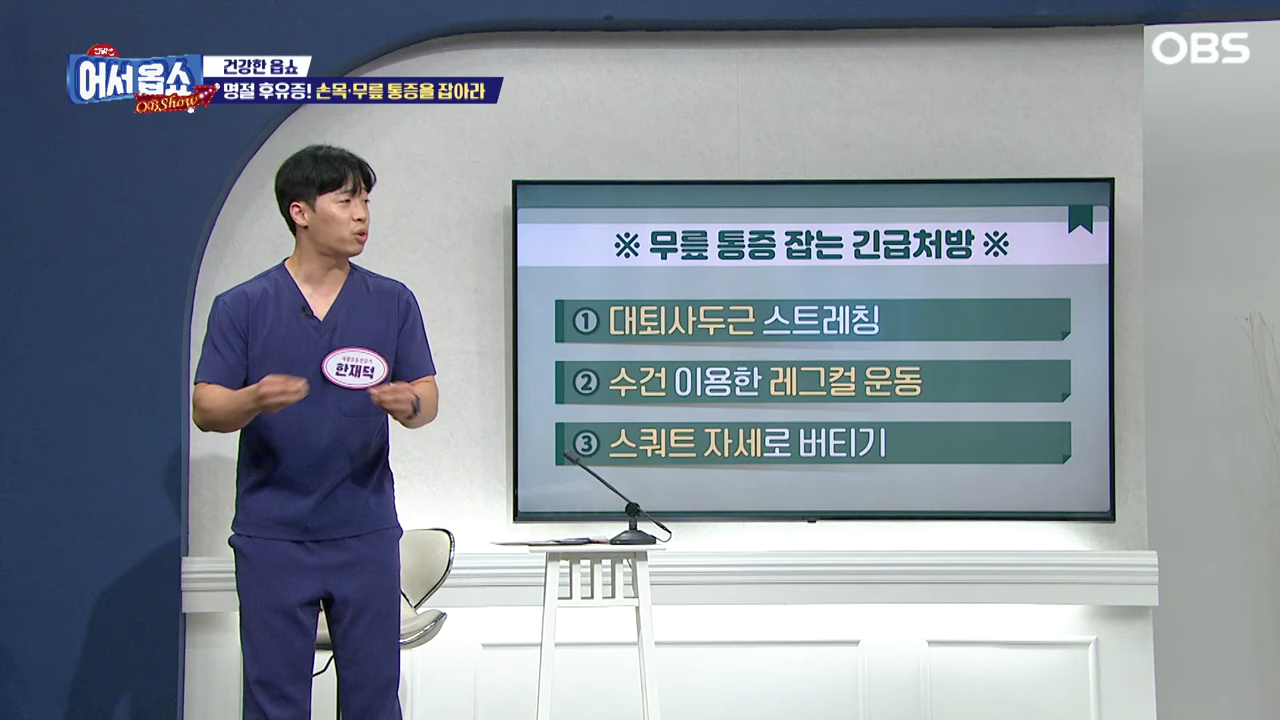 어서옵쇼
OBShow
건강한 옵쇼
명절 후유증! 손목·무릎 통증을 잡아라
OBS
※ 무릎 통증 잡는 긴급처방 ※
① 대퇴사두근 스트레칭
② 수건 이용한 레그컬 운동
③ 스쿼트 자세로 버티기
한재덕